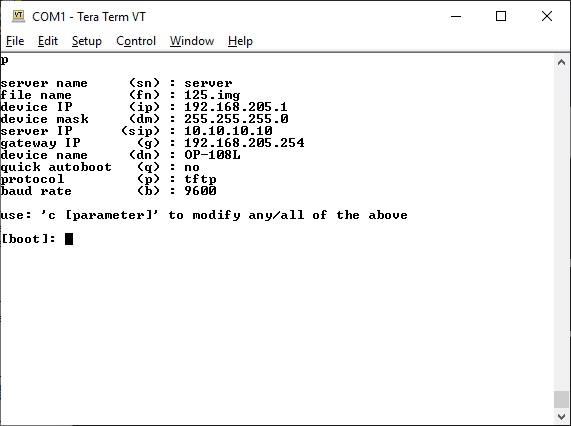 COM1 - Tera Term VT
File Edit Setup Control Window Help
p
server name (sn) : server
file name (fn) : 125.img
device IP (ip) : 192.168.205.1
device mask (dm) : 255.255.255.0
server IP (sip) : 10.10.10.10
gateway IP (g) : 192.168.205.254
device name (dn) : OP-108L
quick autoboot (q) : no
protocol (p) : tftp
baud rate (b) : 9600
use: 'c [parameter]' to modify any/all of the above
[boot]: